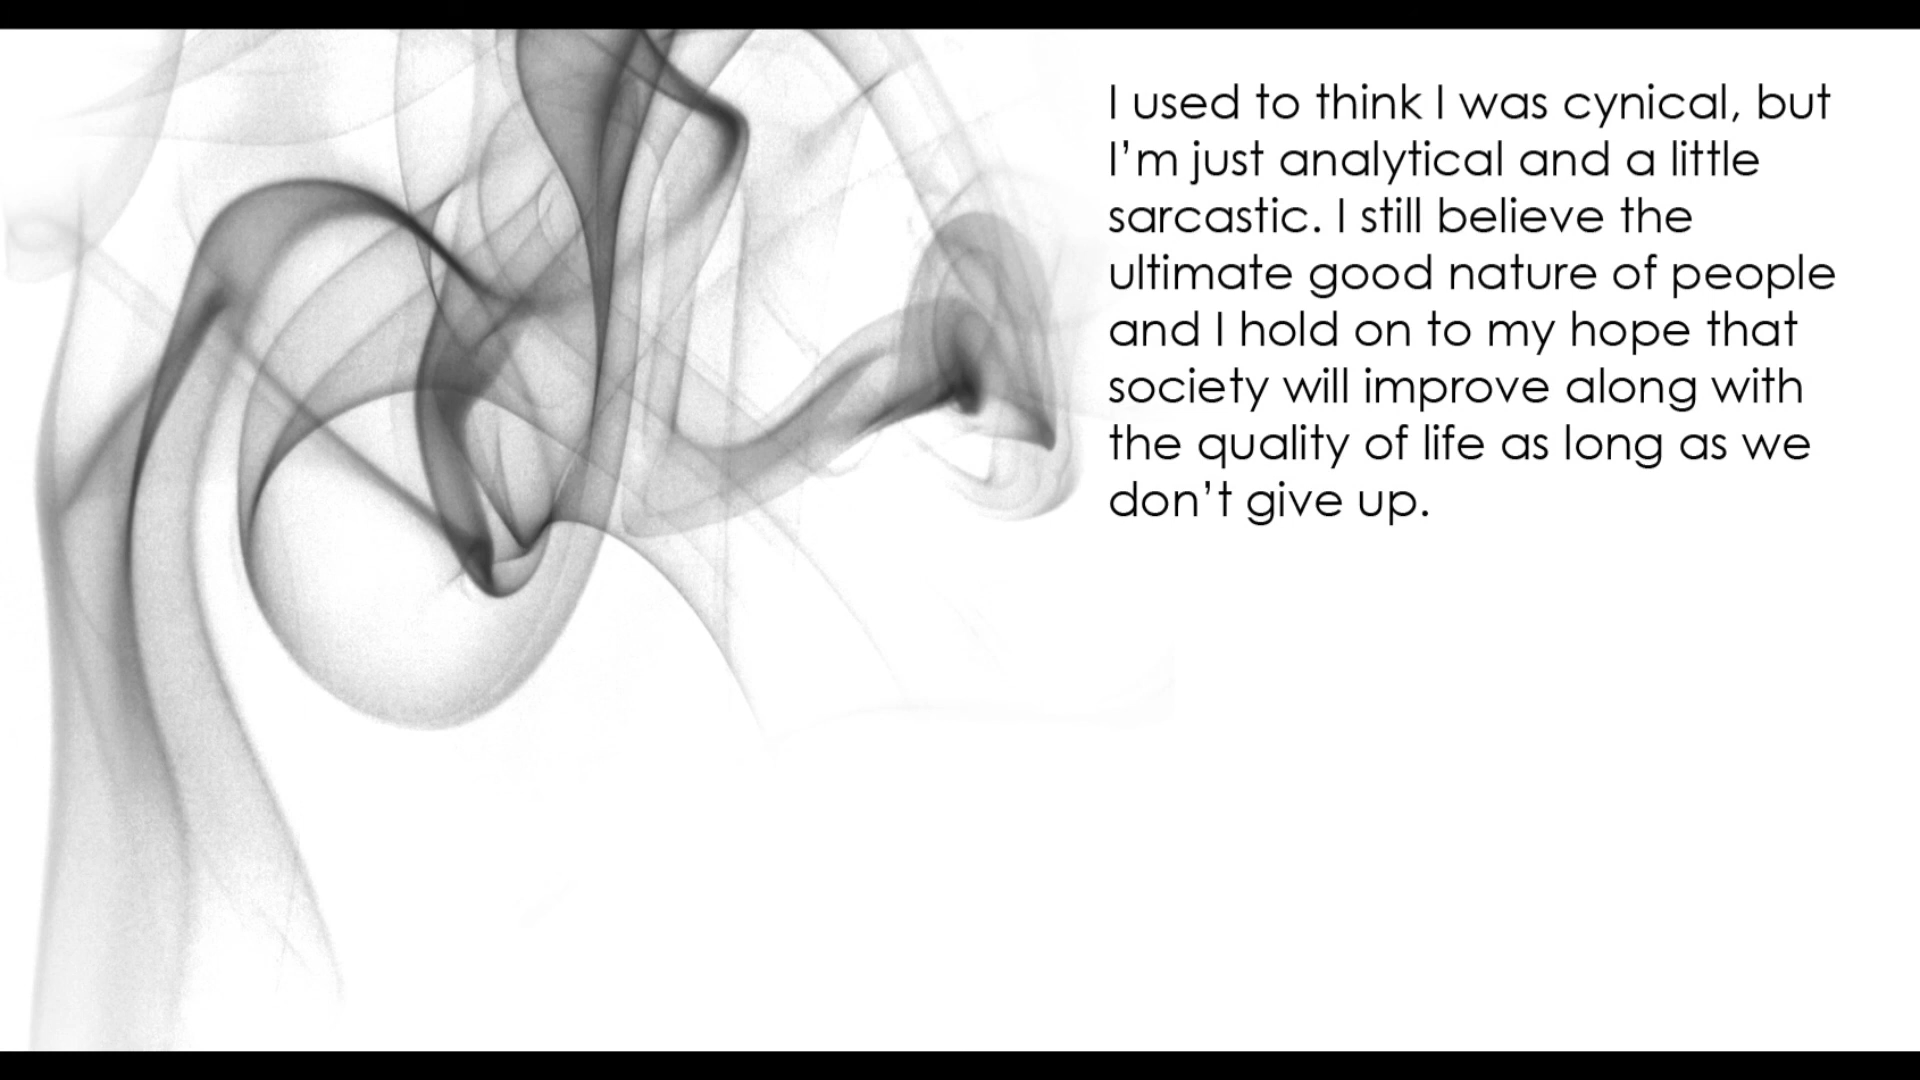 I used to think I was cynical, but
I’m just analytical and a little
sarcastic. I still believe the
ultimate good nature of people
and I hold on to my hope that
society will improve along with
the quality of life as long as we
don’t give up.